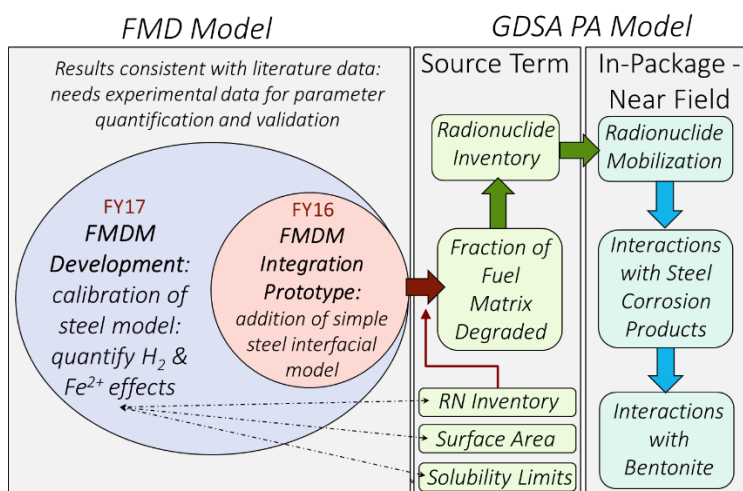 FMD Model
GDSA PA Model
Results consistent with literature data:
needs experimental data for parameter
quantification and validation
FY17
FMDM
Development:
calibration of
steel model:
quantify H₂ &
Fe²⁺ effects
FY16
FMDM
Integration
Prototype:
addition of simple
steel interfacial
model
Source Term
Radionuclide
Inventory
Fraction of
Fuel
Matrix
Degraded
RN Inventory
Surface Area
Solubility Limits
In-Package -
Near Field
Radionuclide
Mobilization
Interactions
with Steel
Corrosion
Products
Interactions
with
Bentonite